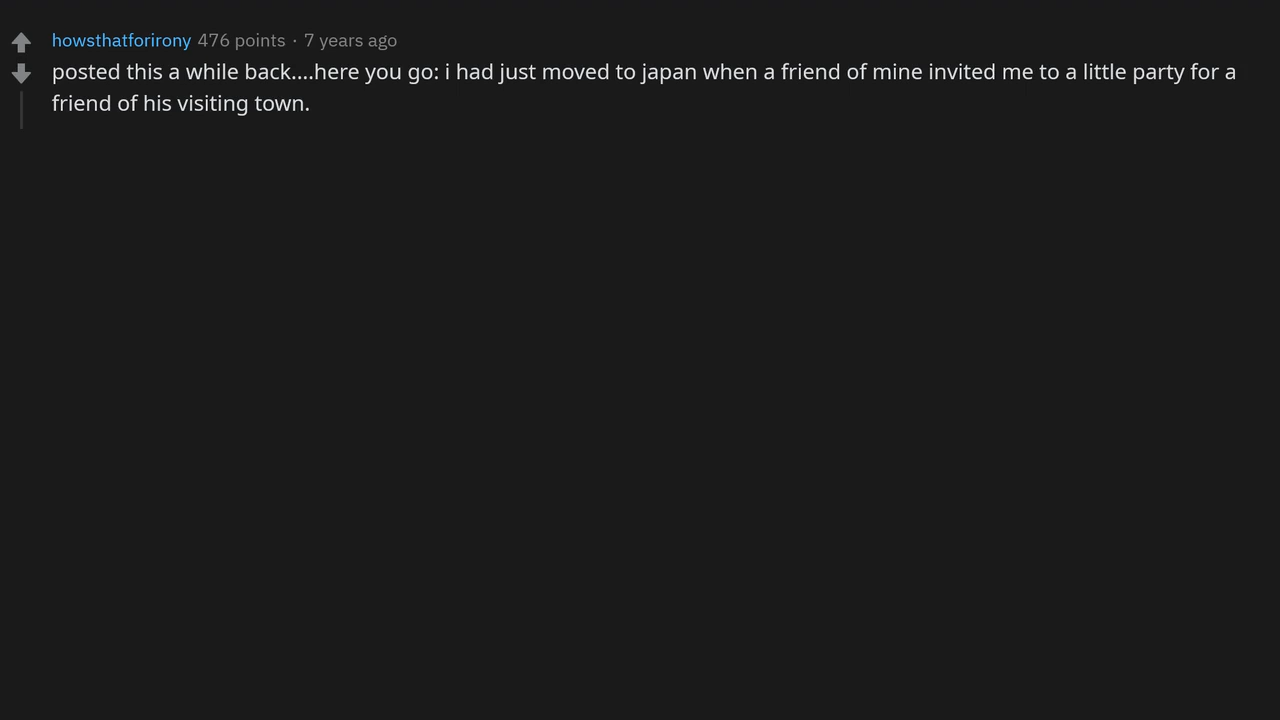 howsthatforirony 476 points · 7 years ago
posted this a while back....here you go: i had just moved to japan when a friend of mine invited me to a little party for a
friend of his visiting town.